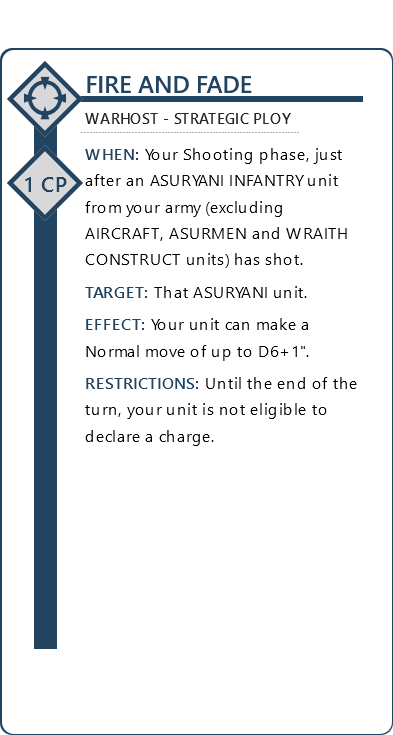 FIRE AND FADE
WARHOST - STRATEGIC PLOY
1 CP
WHEN: Your Shooting phase, just
after an ASURYANI INFANTRY unit
from your army (excluding
AIRCRAFT, ASURMEN and WRAITH
CONSTRUCT units) has shot.
TARGET: That ASURYANI unit.
EFFECT: Your unit can make a
Normal move of up to D6+1".
RESTRICTIONS: Until the end of the
turn, your unit is not eligible to
declare a charge.